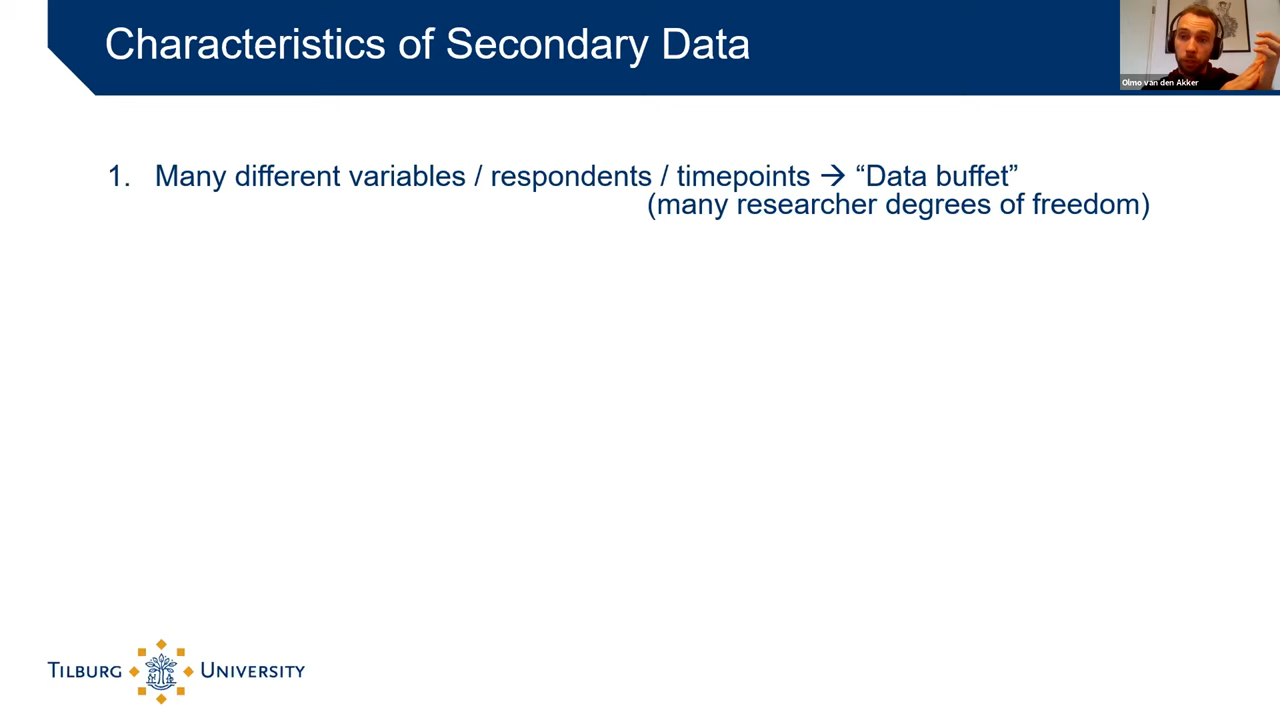 Characteristics of Secondary Data
Olmo van den Akker
1. Many different variables / respondents / timepoints → “Data buffet”
(many researcher degrees of freedom)
TILBURG UNIVERSITY